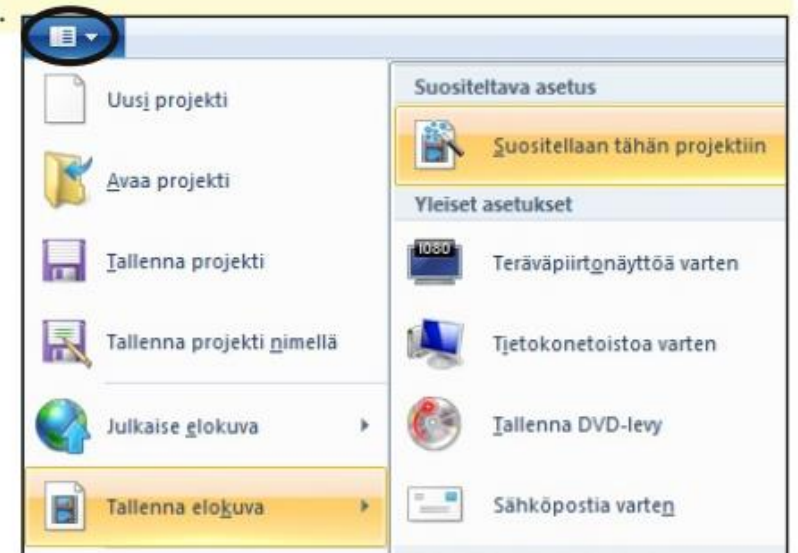 Uusi projekti
Avaa projekti
Tallenna projekti
Tallenna projekti nimellä
Julkaise elokuva
Tallenna elokuva
Suositeltava asetus
Suositellaan tähän projektiin
Yleiset asetukset
1080
Teräväpiirtonäyttöä varten
Tietokonetoistoa varten
Tallenna DVD-levy
Sähköpostia varten